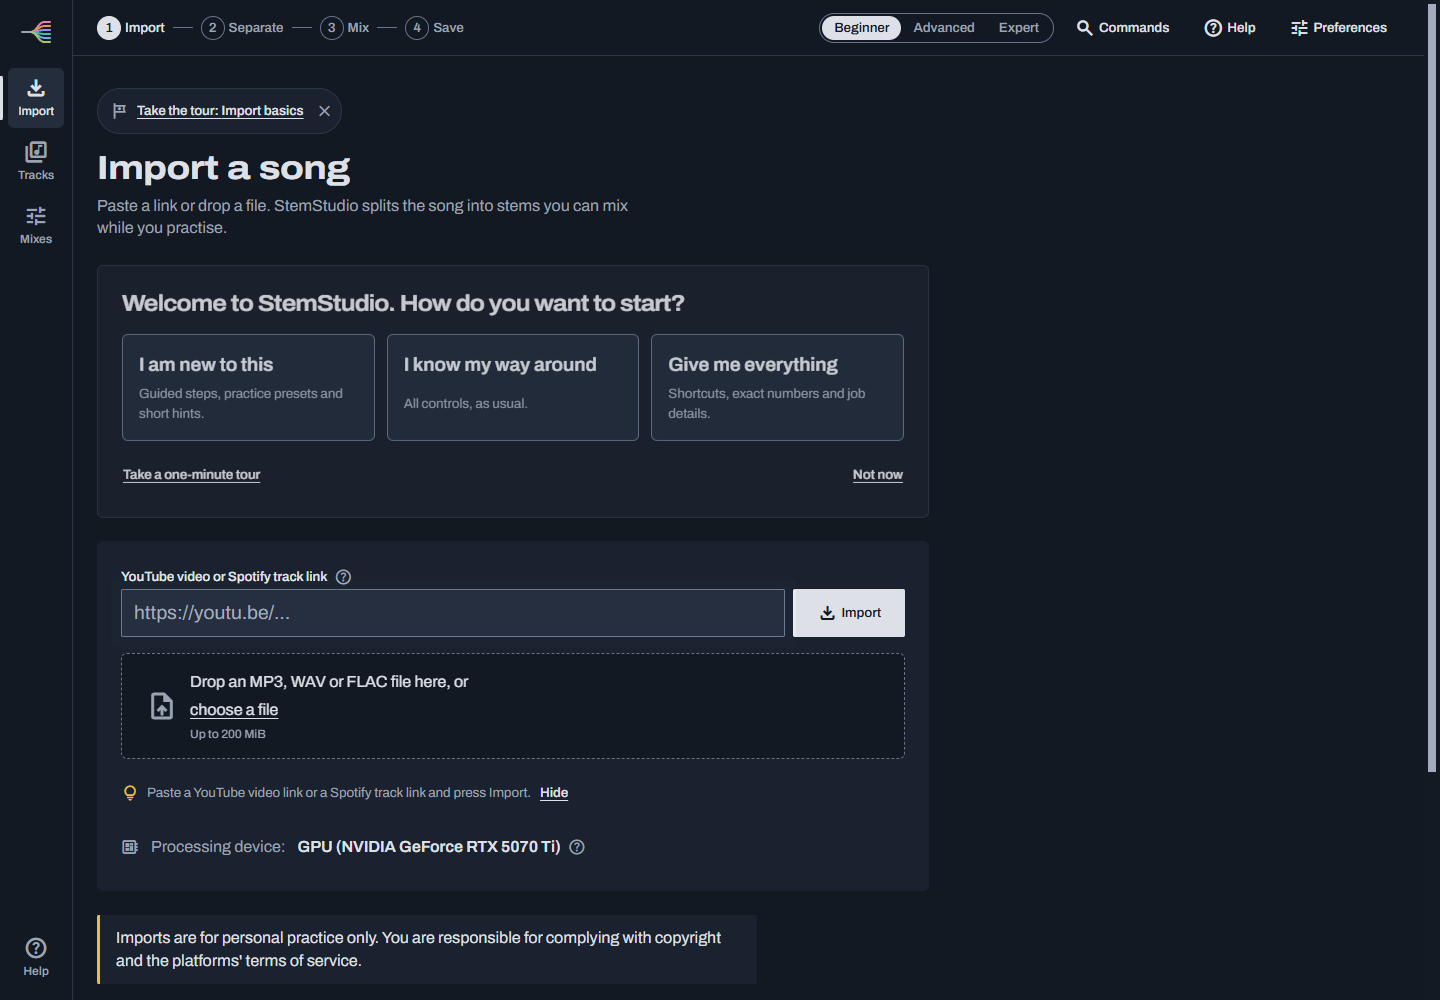 1 Import 2 Separate 3 Mix 4 Save
Beginner Advanced Expert Commands Help Preferences
Import
Tracks
Mixes
Help
Take the tour: Import basics
Import a song
Paste a link or drop a file. StemStudio splits the song into stems you can mix
while you practise.
Welcome to StemStudio. How do you want to start?
I am new to this
Guided steps, practice presets and
short hints.
I know my way around
All controls, as usual.
Give me everything
Shortcuts, exact numbers and job
details.
Take a one-minute tour
Not now
YouTube video or Spotify track link
https://youtu.be/...
Import
Drop an MP3, WAV or FLAC file here, or
choose a file
Up to 200 MiB
Paste a YouTube video link or a Spotify track link and press Import. Hide
Processing device: GPU (NVIDIA GeForce RTX 5070 Ti)
Imports are for personal practice only. You are responsible for complying with copyright
and the platforms' terms of service.